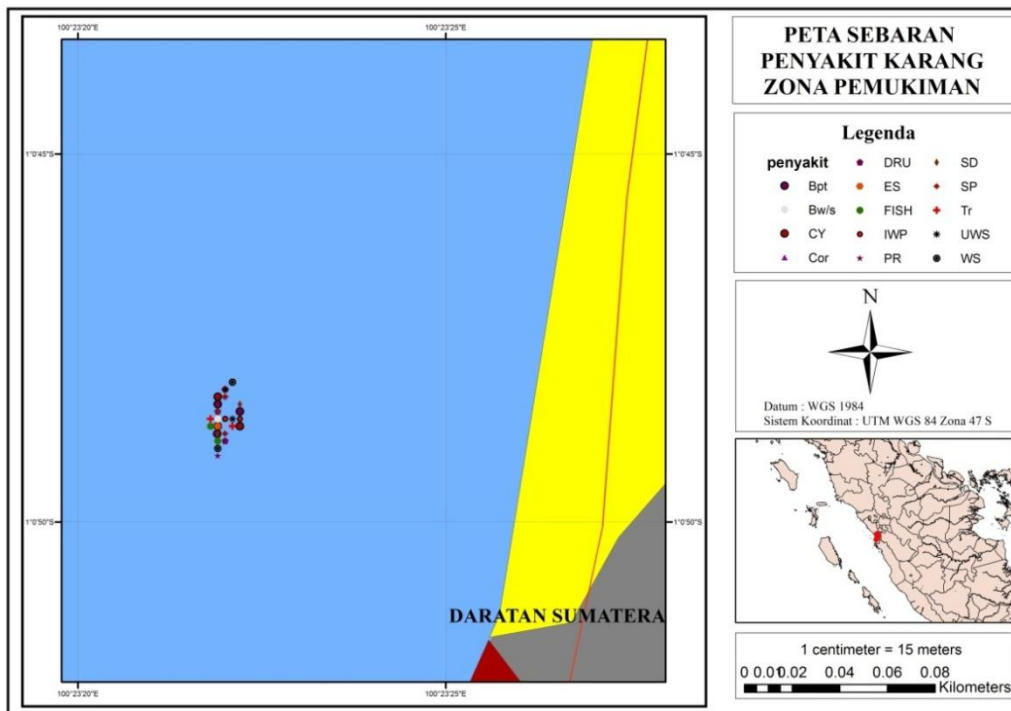 100°23'20"E
100°23'25"E
1°0'45"S
1°0'45"S
1°0'50"S
1°0'50"S
DARATAN SUMATERA
100°23'20"E
100°23'25"E
PETA SEBARAN
PENYAKIT KARANG
ZONA PEMUKIMAN
Legenda
penyakit
Bpt
Bw/s
CY
Cor
DRU
ES
FISH
IWP
PR
SD
SP
Tr
UWS
WS
N
Datum : WGS 1984
Sistem Koordinat : UTM WGS 84 Zona 47 S
1 centimeter = 15 meters
0 0.01 0.02 0.04 0.06 0.08
Kilometers